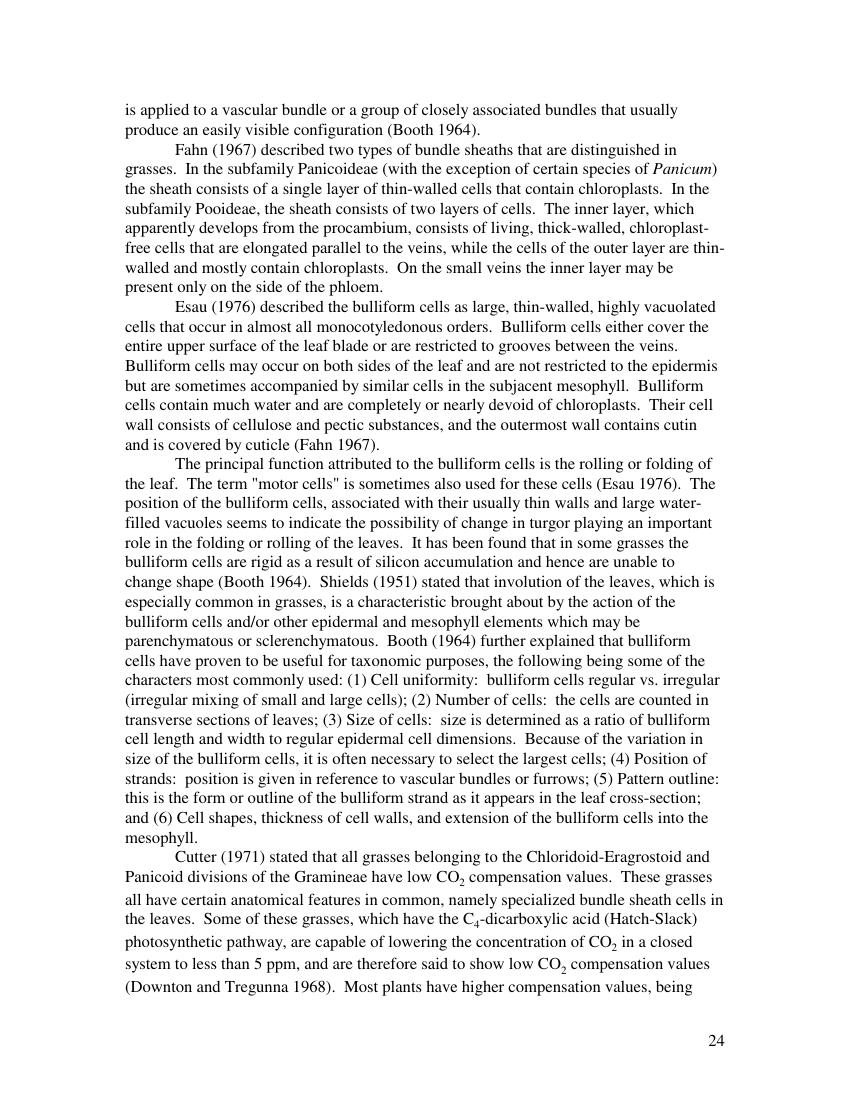 is applied to a vascular bundle or a group of closely associated bundles that usually
produce an easily visible configuration (Booth 1964).
Fahn (1967) described two types of bundle sheaths that are distinguished in
grasses.  In the subfamily Panicoideae (with the exception of certain species of Panicum)
the sheath consists of a single layer of thin-walled cells that contain chloroplasts.  In the
subfamily Pooideae, the sheath consists of two layers of cells.  The inner layer, which
apparently develops from the procambium, consists of living, thick-walled, chloroplast-
free cells that are elongated parallel to the veins, while the cells of the outer layer are thin-
walled and mostly contain chloroplasts.  On the small veins the inner layer may be
present only on the side of the phloem.
Esau (1976) described the bulliform cells as large, thin-walled, highly vacuolated
cells that occur in almost all monocotyledonous orders.  Bulliform cells either cover the
entire upper surface of the leaf blade or are restricted to grooves between the veins.
Bulliform cells may occur on both sides of the leaf and are not restricted to the epidermis
but are sometimes accompanied by similar cells in the subjacent mesophyll.  Bulliform
cells contain much water and are completely or nearly devoid of chloroplasts.  Their cell
wall consists of cellulose and pectic substances, and the outermost wall contains cutin
and is covered by cuticle (Fahn 1967).
The principal function attributed to the bulliform cells is the rolling or folding of
the leaf.  The term "motor cells" is sometimes also used for these cells (Esau 1976).  The
position of the bulliform cells, associated with their usually thin walls and large water-
filled vacuoles seems to indicate the possibility of change in turgor playing an important
role in the folding or rolling of the leaves.  It has been found that in some grasses the
bulliform cells are rigid as a result of silicon accumulation and hence are unable to
change shape (Booth 1964).  Shields (1951) stated that involution of the leaves, which is
especially common in grasses, is a characteristic brought about by the action of the
bulliform cells and/or other epidermal and mesophyll elements which may be
parenchymatous or sclerenchymatous.  Booth (1964) further explained that bulliform
cells have proven to be useful for taxonomic purposes, the following being some of the
characters most commonly used: (1) Cell uniformity:  bulliform cells regular vs. irregular
(irregular mixing of small and large cells); (2) Number of cells:  the cells are counted in
transverse sections of leaves; (3) Size of cells:  size is determined as a ratio of bulliform
cell length and width to regular epidermal cell dimensions.  Because of the variation in
size of the bulliform cells, it is often necessary to select the largest cells; (4) Position of
strands:  position is given in reference to vascular bundles or furrows; (5) Pattern outline:
this is the form or outline of the bulliform strand as it appears in the leaf cross-section;
and (6) Cell shapes, thickness of cell walls, and extension of the bulliform cells into the
mesophyll.
Cutter (1971) stated that all grasses belonging to the Chloridoid-Eragrostoid and
Panicoid divisions of the Gramineae have low CO2 compensation values.  These grasses
all have certain anatomical features in common, namely specialized bundle sheath cells in
the leaves.  Some of these grasses, which have the C4-dicarboxylic acid (Hatch-Slack)
photosynthetic pathway, are capable of lowering the concentration of CO2 in a closed
system to less than 5 ppm, and are therefore said to show low CO2 compensation values
(Downton and Tregunna 1968).  Most plants have higher compensation values, being
24